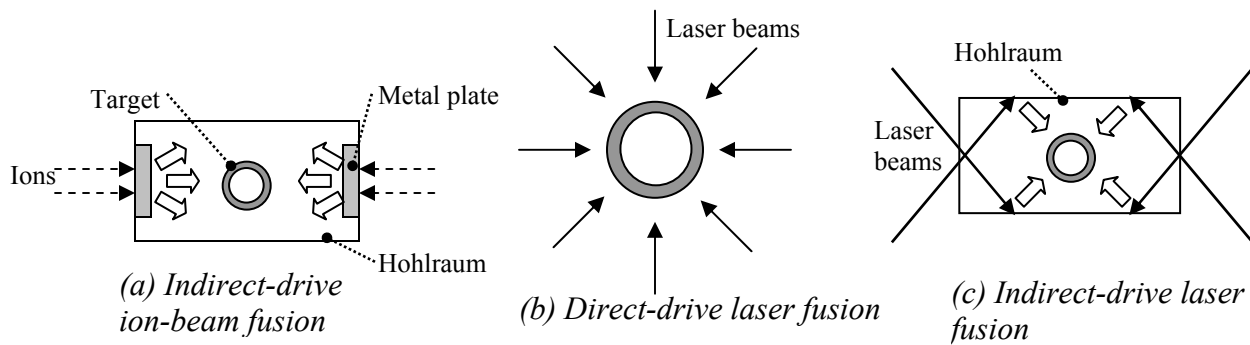 Target
Metal plate
Ions
Hohlraum
(a) Indirect-drive
ion-beam fusion
Laser beams
(b) Direct-drive laser fusion
Hohlraum
Laser
beams
(c) Indirect-drive laser
fusion